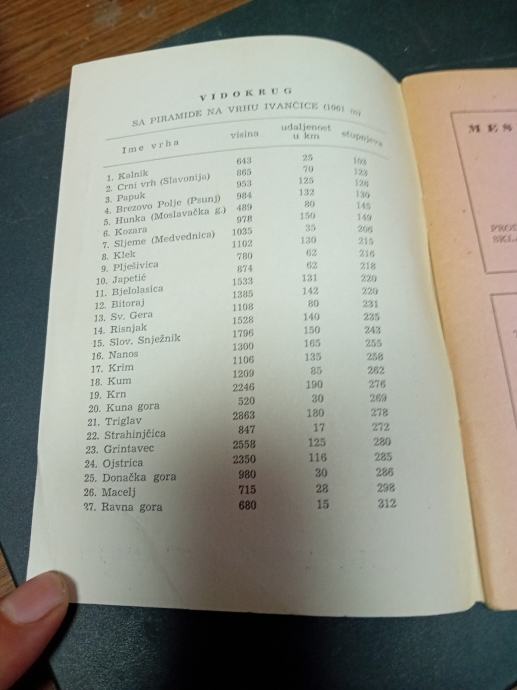 VIDOKRUG
SA PIRAMIDE NA VRHU IVANČICE (1061 m)
Ime vrha visina udaljenost u km stupnjeva
1. Kalnik 643 25 103
2. Crni vrh (Slavonija) 865 70 123
3. Papuk 953 125 126
4. Brezovo Polje (Psunj) 984 132 130
5. Hunka (Moslavačka g.) 489 80 145
6. Kozara 978 150 149
7. Sljeme (Medvednica) 1035 35 206
8. Klek 1102 130 215
9. Plješivica 780 62 216
10. Japetić 874 62 218
11. Bjelolasica 1533 131 220
12. Bitoraj 1385 142 220
13. Sv. Gera 1108 80 231
14. Risnjak 1528 140 235
15. Slov. Snježnik 1796 150 243
16. Nanos 1300 165 255
17. Krim 1106 135 258
18. Kum 1209 85 262
19. Krn 2246 190 276
20. Kuna gora 520 30 269
21. Triglav 2863 180 278
22. Strahinjčica 847 17 272
23. Grintavec 2558 125 280
24. Ojstrica 2350 116 285
25. Donačka gora 980 30 286
26. Macelj 715 28 298
27. Ravna gora 680 15 312
MES
PROD
SKL